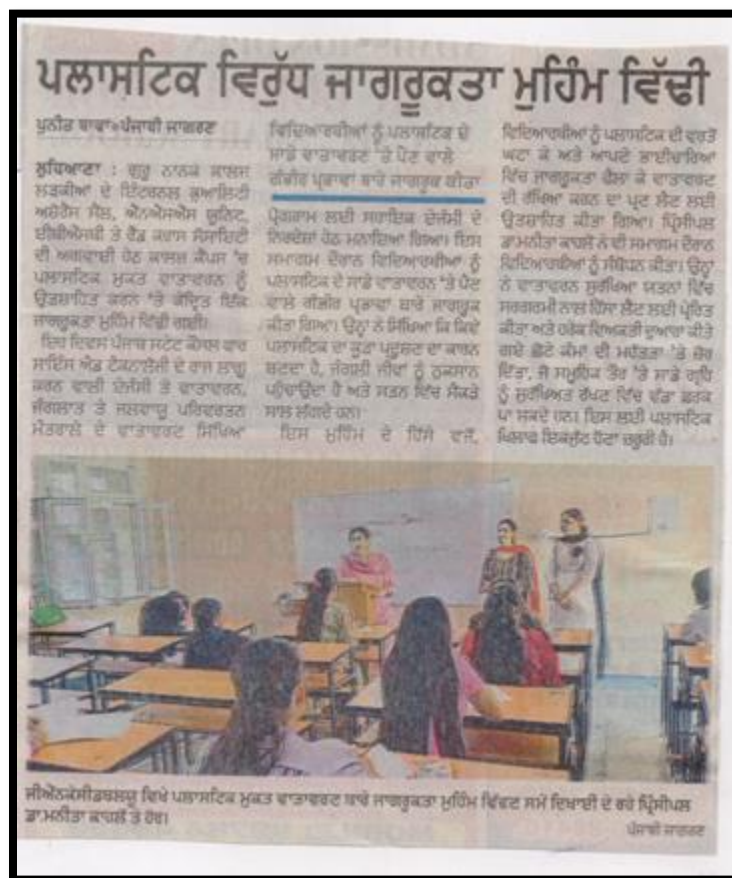 ਪਲਾਸਟਿਕ ਵਿਰੁੱਧ ਜਾਗਰੂਕਤਾ ਮੁਹਿੰਮ ਵਿੱਢੀ
ਪੁਨੀਤ ਬਾਵਾ•ਪੰਜਾਬੀ ਜਾਗਰਣ
ਲੁਧਿਆਣਾ : ਗੁਰੂ ਨਾਨਕ ਕਾਲਜ
ਲੜਕੀਆਂ ਦੇ ਇੰਟਰਨਲ ਕੁਆਲਿਟੀ
ਅਸ਼ੋਰੈਂਸ ਸੈੱਲ, ਐੱਨਐੱਸਐੱਸ ਯੂਨਿਟ,
ਈਬੀਐੱਸਬੀ ਤੇ ਰੈੱਡ ਕਰਾਸ ਸੋਸਾਇਟੀ
ਦੀ ਅਗਵਾਈ ਹੇਠ ਕਾਲਜ ਕੈਂਪਸ 'ਚ
ਪਲਾਸਟਿਕ ਮੁਕਤ ਵਾਤਾਵਰਨ ਨੂੰ
ਉਤਸ਼ਾਹਿਤ ਕਰਨ 'ਤੇ ਕੇਂਦ੍ਰਿਤ ਇੱਕ
ਜਾਗਰੂਕਤਾ ਮੁਹਿੰਮ ਵਿੱਢੀ ਗਈ।
ਇਹ ਦਿਵਸ ਪੰਜਾਬ ਸਟੇਟ ਕੌਂਸਲ ਫਾਰ
ਸਾਇੰਸ ਐਂਡ ਟੈਕਨਾਲੋਜੀ ਦੇ ਰਾਜ ਲਾਗੂ
ਕਰਨ ਵਾਲੀ ਏਜੰਸੀ ਤੇ ਵਾਤਾਵਰਨ,
ਜੰਗਲਾਤ ਤੇ ਜਲਵਾਯੂ ਪਰਿਵਰਤਨ
ਮੰਤਰਾਲੇ ਦੇ ਵਾਤਾਵਰਣ ਸਿੱਖਿਆ
ਵਿਦਿਆਰਥੀਆਂ ਨੂੰ ਪਲਾਸਟਿਕ ਦੇ
ਸਾਡੇ ਵਾਤਾਵਰਣ 'ਤੇ ਪੈਣ ਵਾਲੇ
ਗੰਭੀਰ ਪ੍ਰਭਾਵਾਂ ਬਾਰੇ ਜਾਗਰੂਕ ਕੀਤਾ
ਪ੍ਰੋਗਰਾਮ ਲਈ ਸਹਾਇਕ ਏਜੰਸੀ ਦੇ
ਨਿਰਦੇਸ਼ਾਂ ਹੇਠ ਮਨਾਇਆ ਗਿਆ। ਇਸ
ਸਮਾਗਮ ਦੌਰਾਨ ਵਿਦਿਆਰਥੀਆਂ ਨੂੰ
ਪਲਾਸਟਿਕ ਦੇ ਸਾਡੇ ਵਾਤਾਵਰਨ 'ਤੇ ਪੈਣ
ਵਾਲੇ ਗੰਭੀਰ ਪ੍ਰਭਾਵਾਂ ਬਾਰੇ ਜਾਗਰੂਕ
ਕੀਤਾ ਗਿਆ। ਉਨ੍ਹਾਂ ਨੇ ਸਿੱਖਿਆ ਕਿ ਕਿਵੇਂ
ਪਲਾਸਟਿਕ ਦਾ ਕੂੜਾ ਪ੍ਰਦੂਸ਼ਣ ਦਾ ਕਾਰਨ
ਬਣਦਾ ਹੈ, ਜੰਗਲੀ ਜੀਵਾਂ ਨੂੰ ਨੁਕਸਾਨ
ਪਹੁੰਚਾਉਂਦਾ ਹੈ ਅਤੇ ਸੜਨ ਵਿੱਚ ਸੈਂਕੜੇ
ਸਾਲ ਲੱਗਦੇ ਹਨ।
ਇਸ ਮੁਹਿੰਮ ਦੇ ਹਿੱਸੇ ਵਜੋਂ,
ਵਿਦਿਆਰਥੀਆਂ ਨੂੰ ਪਲਾਸਟਿਕ ਦੀ ਵਰਤੋਂ
ਘਟਾ ਕੇ ਅਤੇ ਆਪਣੇ ਭਾਈਚਾਰਿਆਂ
ਵਿੱਚ ਜਾਗਰੂਕਤਾ ਫੈਲਾ ਕੇ ਵਾਤਾਵਰਣ
ਦੀ ਰੱਖਿਆ ਕਰਨ ਦਾ ਪ੍ਰਣ ਲੈਣ ਲਈ
ਉਤਸ਼ਾਹਿਤ ਕੀਤਾ ਗਿਆ। ਪ੍ਰਿੰਸੀਪਲ
ਡਾ.ਮਨੀਤਾ ਕਾਹਲੋਂ ਨੇ ਵੀ ਸਮਾਗਮ ਦੌਰਾਨ
ਵਿਦਿਆਰਥੀਆਂ ਨੂੰ ਸੰਬੋਧਨ ਕੀਤਾ। ਉਨ੍ਹਾਂ
ਨੇ ਵਾਤਾਵਰਨ ਸੁਰੱਖਿਆ ਯਤਨਾਂ ਵਿੱਚ
ਸਰਗਰਮੀ ਨਾਲ ਹਿੱਸਾ ਲੈਣ ਲਈ ਪ੍ਰੇਰਿਤ
ਕੀਤਾ ਅਤੇ ਹਰੇਕ ਵਿਅਕਤੀ ਦੁਆਰਾ ਕੀਤੇ
ਗਏ ਛੋਟੇ ਕੰਮਾਂ ਦੀ ਮਹੱਤਤਾ 'ਤੇ ਜ਼ੋਰ
ਦਿੱਤਾ, ਜੋ ਸਮੂਹਿਕ ਤੌਰ 'ਤੇ ਸਾਡੇ ਗ੍ਰਹਿ
ਨੂੰ ਸੁਰੱਖਿਅਤ ਰੱਖਣ ਵਿੱਚ ਵੱਡਾ ਫ਼ਰਕ
ਪਾ ਸਕਦੇ ਹਨ। ਇਸ ਲਈ ਪਲਾਸਟਿਕ
ਖ਼ਿਲਾਫ਼ ਇਕਜੁੱਟ ਹੋਣਾ ਜ਼ਰੂਰੀ ਹੈ।
ਜੀਐੱਨਕੇਸੀਡਬਲਯੂ ਵਿਖੇ ਪਲਾਸਟਿਕ ਮੁਕਤ ਵਾਤਾਵਰਣ ਬਾਰੇ ਜਾਗਰੂਕਤਾ ਮੁਹਿੰਮ ਵਿੱਢਣ ਸਮੇਂ ਦਿਖਾਈ ਦੇ ਰਹੇ ਪ੍ਰਿੰਸੀਪਲ
ਡਾ.ਮਨੀਤਾ ਕਾਹਲੋਂ ਤੇ ਹੋਰ।
ਪੰਜਾਬੀ ਜਾਗਰਣ